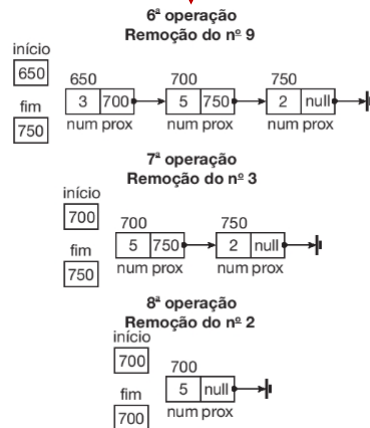 6ª operação
Remoção do nº 9
início
650
fim
750
650 700 750
3 700 5 750 2 null
num prox num prox num prox
7ª operação
Remoção do nº 3
início
700
fim
750
700 750
5 750 2 null
num prox num prox
8ª operação
Remoção do nº 2
início
700
fim
700
700
5 null
num prox